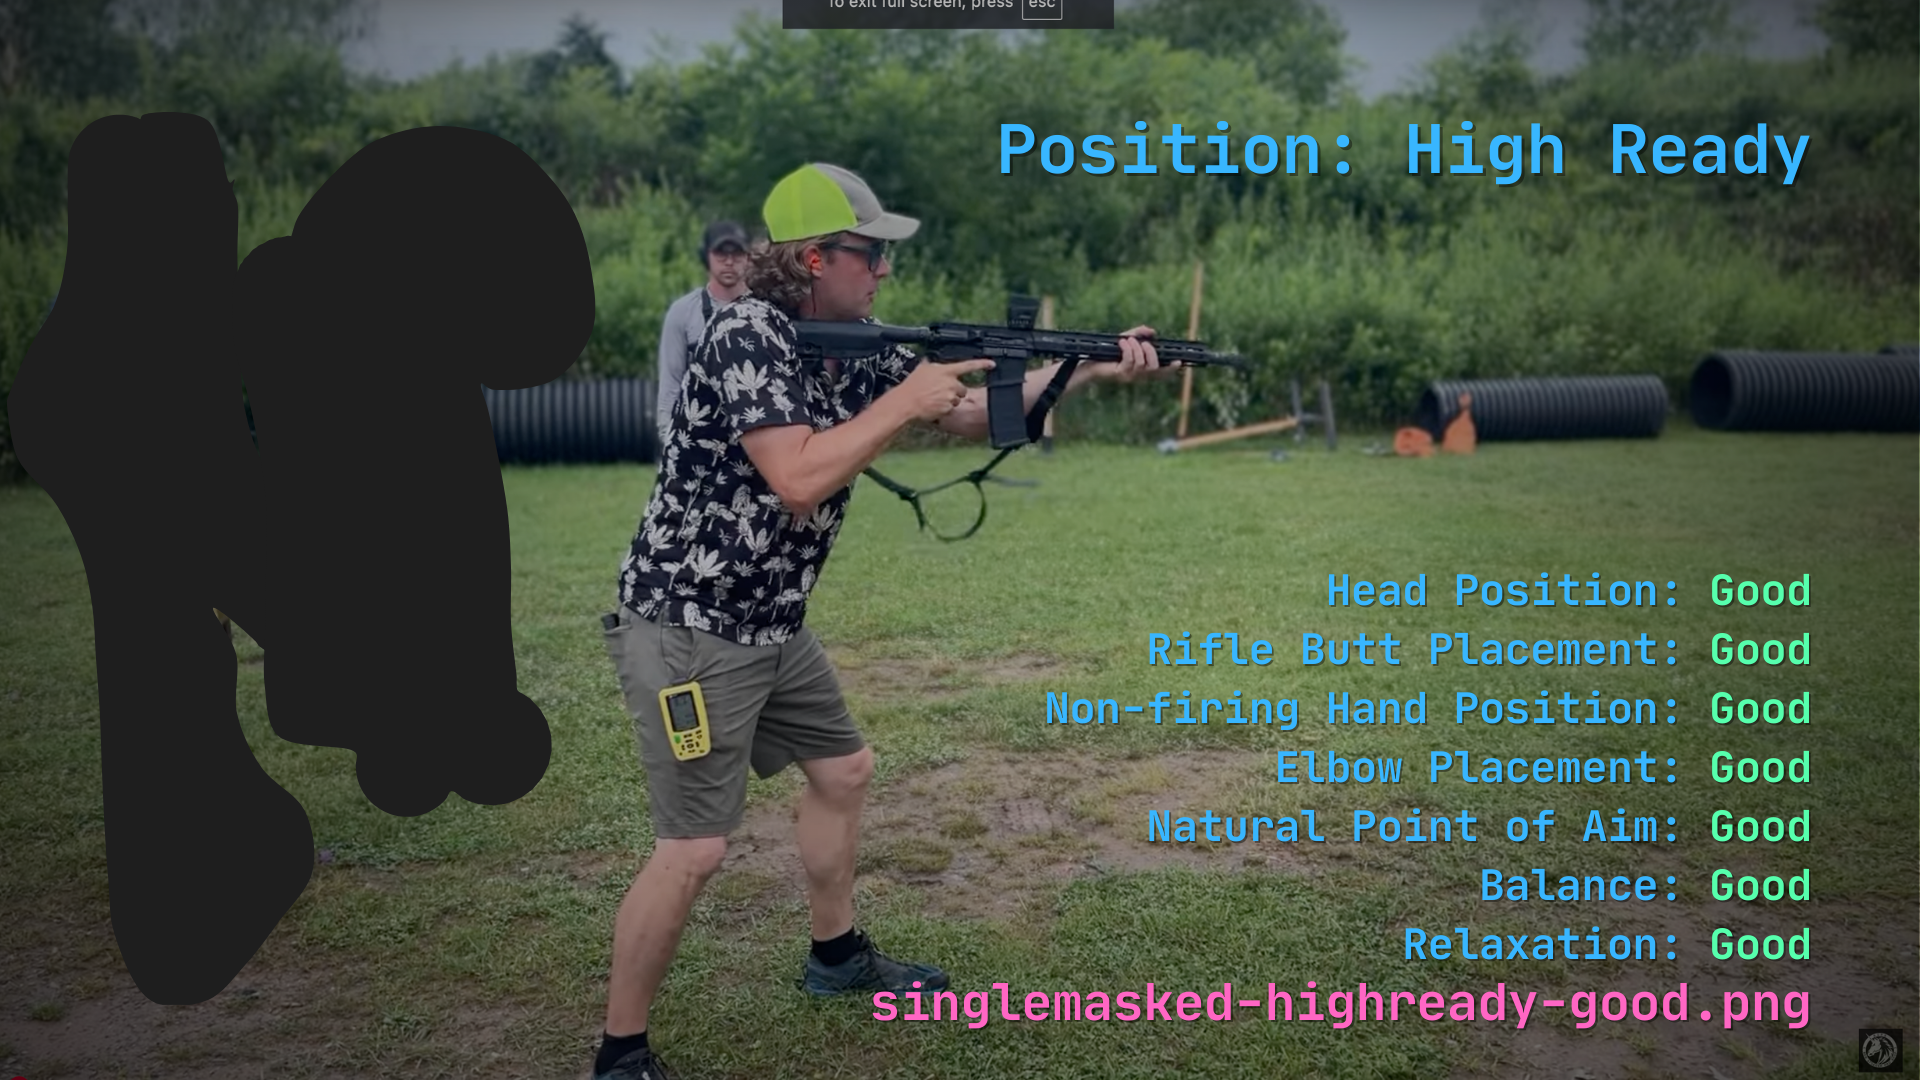 To exit full screen, press esc
Position: High Ready
Head Position: Good
Rifle Butt Placement: Good
Non-firing Hand Position: Good
Elbow Placement: Good
Natural Point of Aim: Good
Balance: Good
Relaxation: Good
singlemasked-highready-good.png